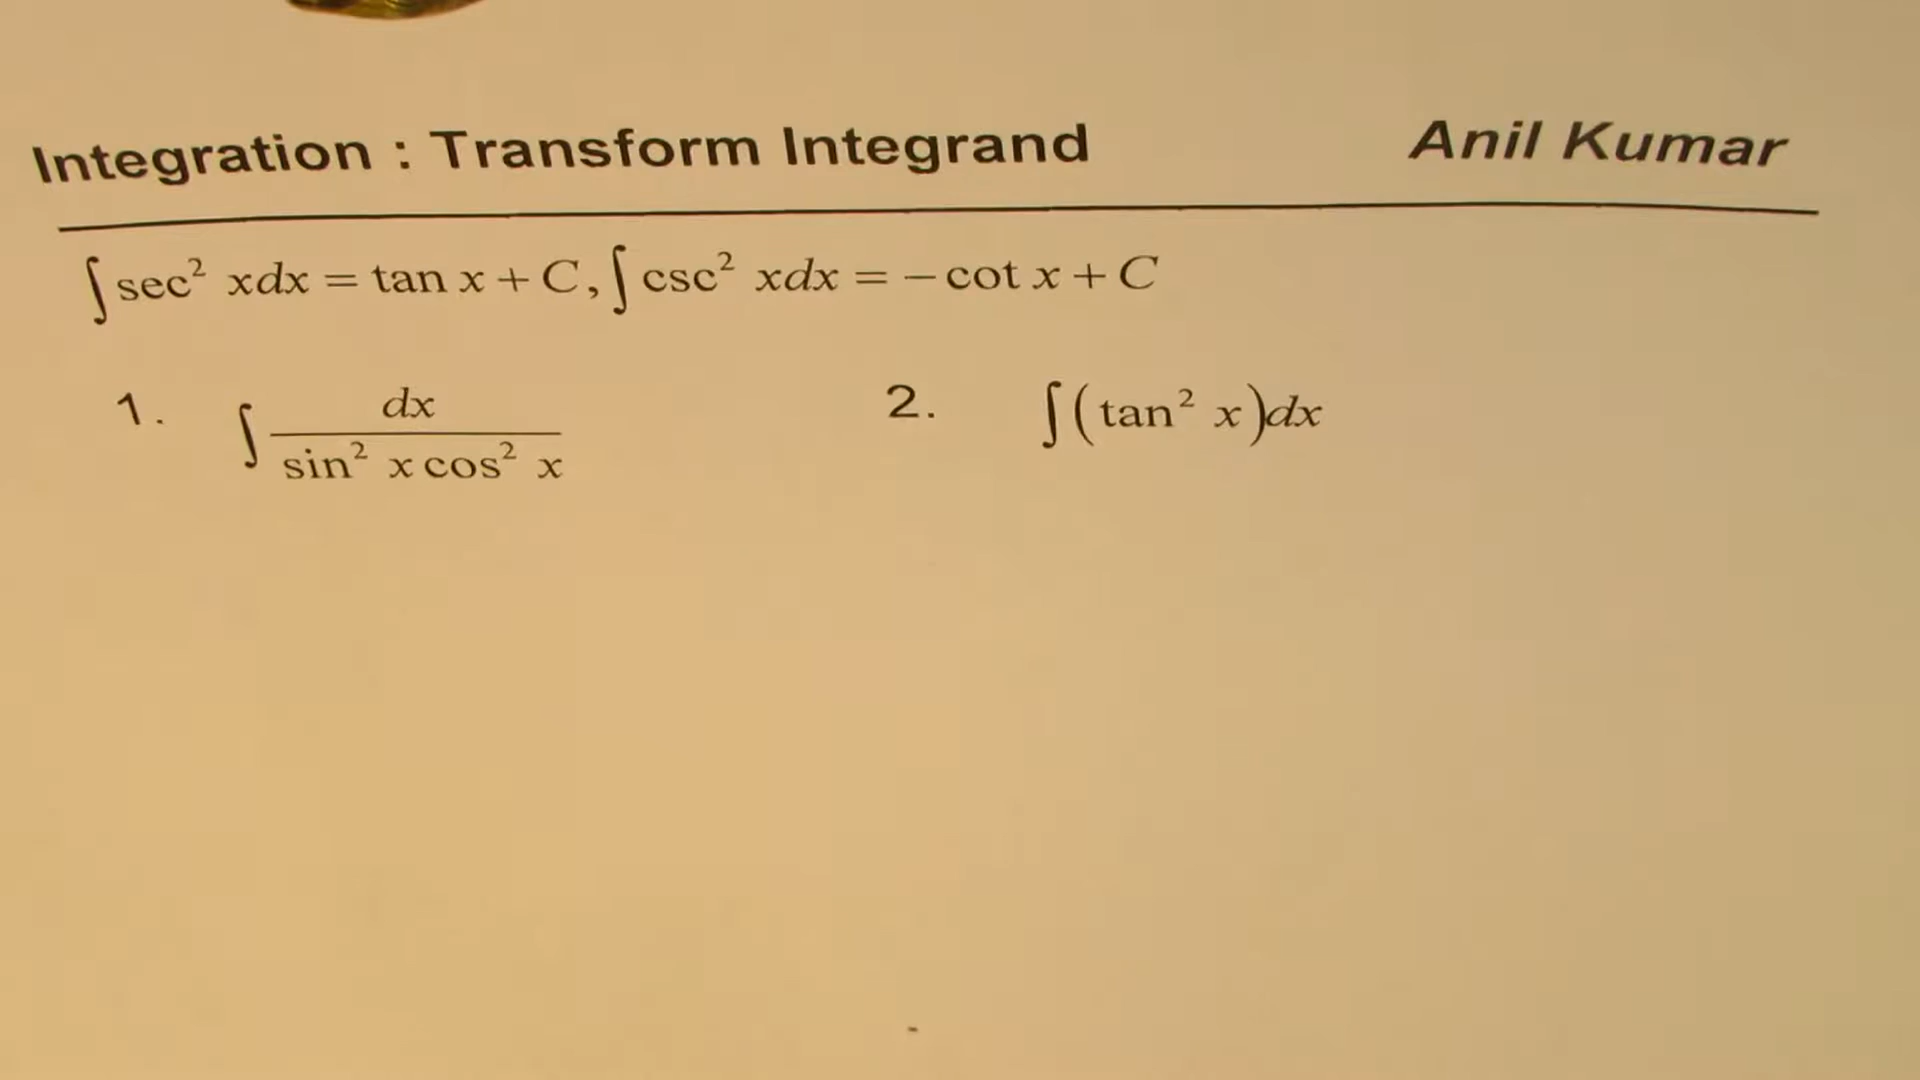 Integration : Transform Integrand Anil Kumar
∫sec² xdx = tan x + C, ∫csc² xdx = − cot x + C
1. ∫ dx / sin² x cos² x 2. ∫(tan² x)dx